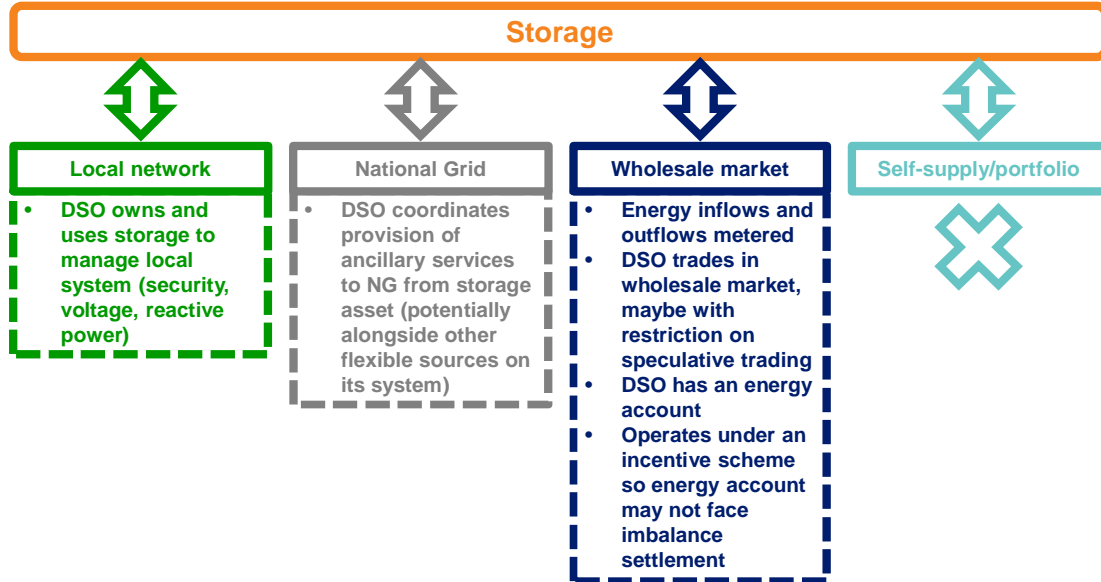 Storage
Local network
• DSO owns and
uses storage to
manage local
system (security,
voltage, reactive
power)
National Grid
• DSO coordinates
provision of
ancillary services
to NG from storage
asset (potentially
alongside other
flexible sources on
its system)
Wholesale market
• Energy inflows and
outflows metered
• DSO trades in
wholesale market,
maybe with
restriction on
speculative trading
• DSO has an energy
account
• Operates under an
incentive scheme
so energy account
may not face
imbalance
settlement
Self-supply/portfolio